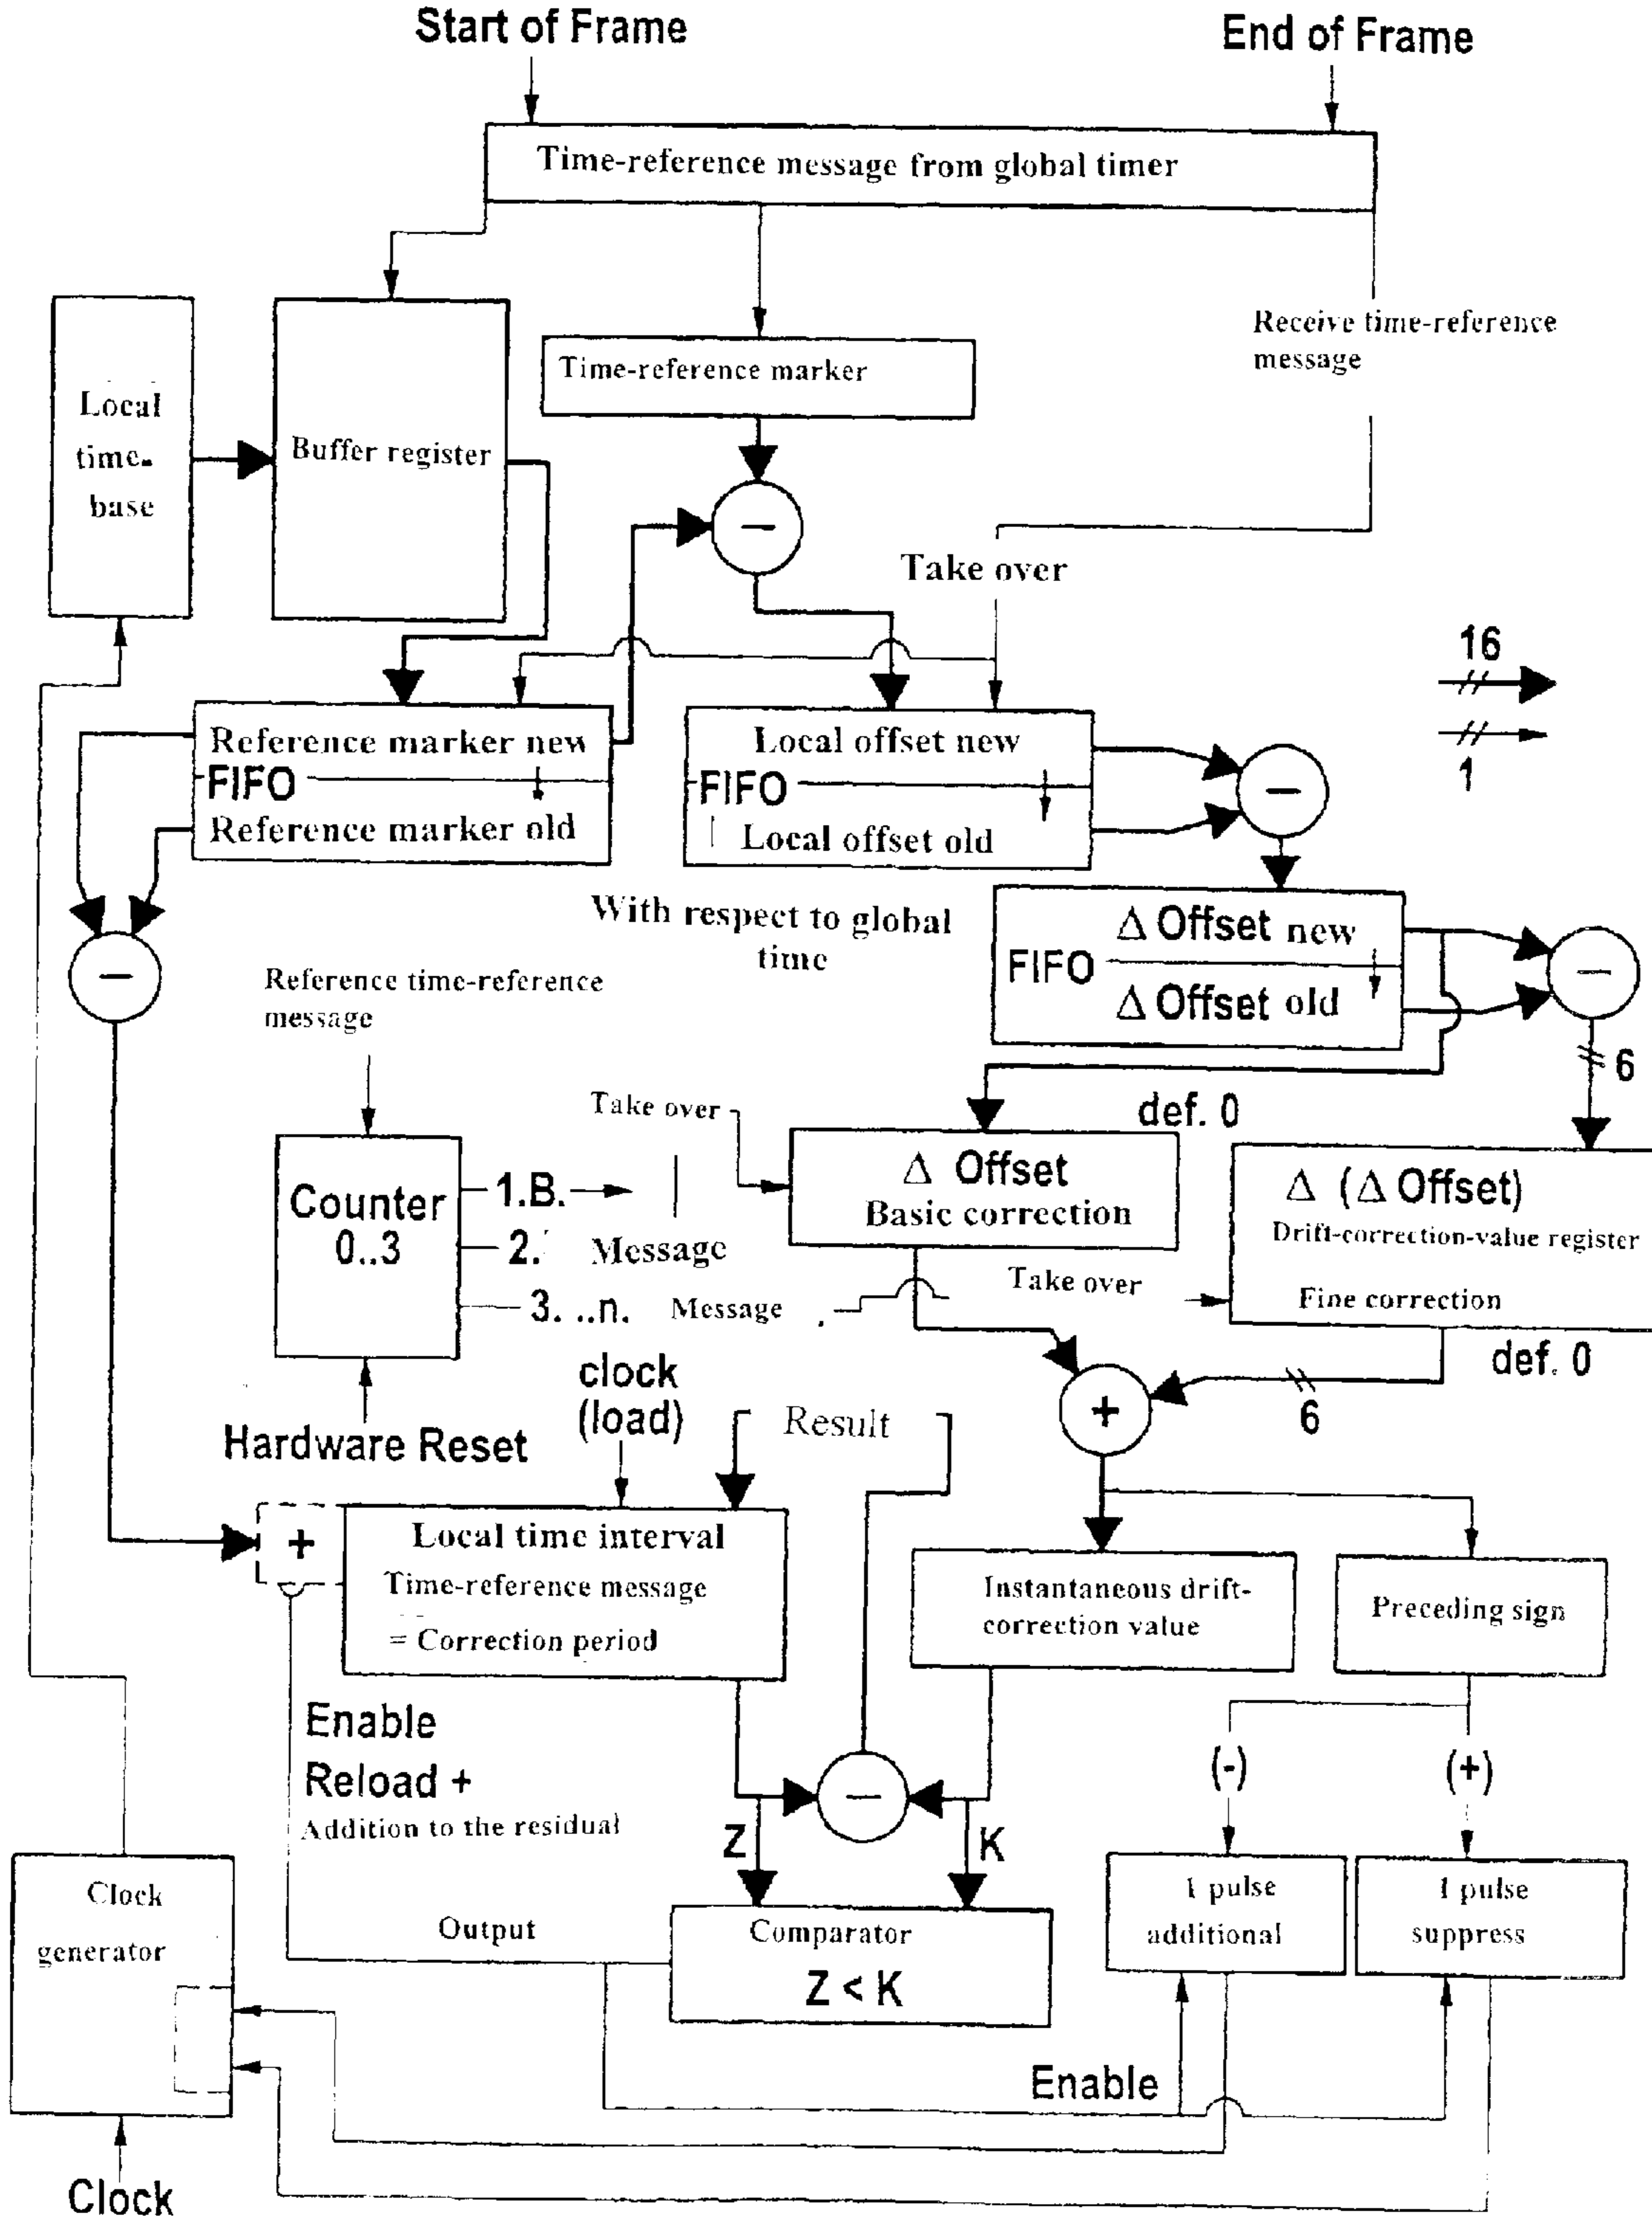 Start of Frame
End of Frame
Time-reference message from global timer
Receive time-reference
message
Time-reference marker
Local
time-
base
Buffer register
−
Take over
16
1
Reference marker new
FIFO
Reference marker old
Local offset new
FIFO
Local offset old
−
With respect to global
time
Δ Offset new
FIFO
Δ Offset old
−
−
6
Reference time-reference
message
Take over
def. 0
Counter
0..3
1.B.
2.
Message
3. ..n.
Message
Δ Offset
Basic correction
Δ (Δ Offset)
Drift-correction-value register
Fine correction
Take over
def. 0
Hardware Reset
clock
(load)
Result
+
6
+
Local time interval
Time-reference message
= Correction period
Instantaneous drift-
correction value
Preceding sign
Enable
Reload +
Addition to the residual
−
(-)
(+)
Z
K
Clock
generator
Output
Comparator
Z < K
1 pulse
additional
1 pulse
suppress
Enable
Clock